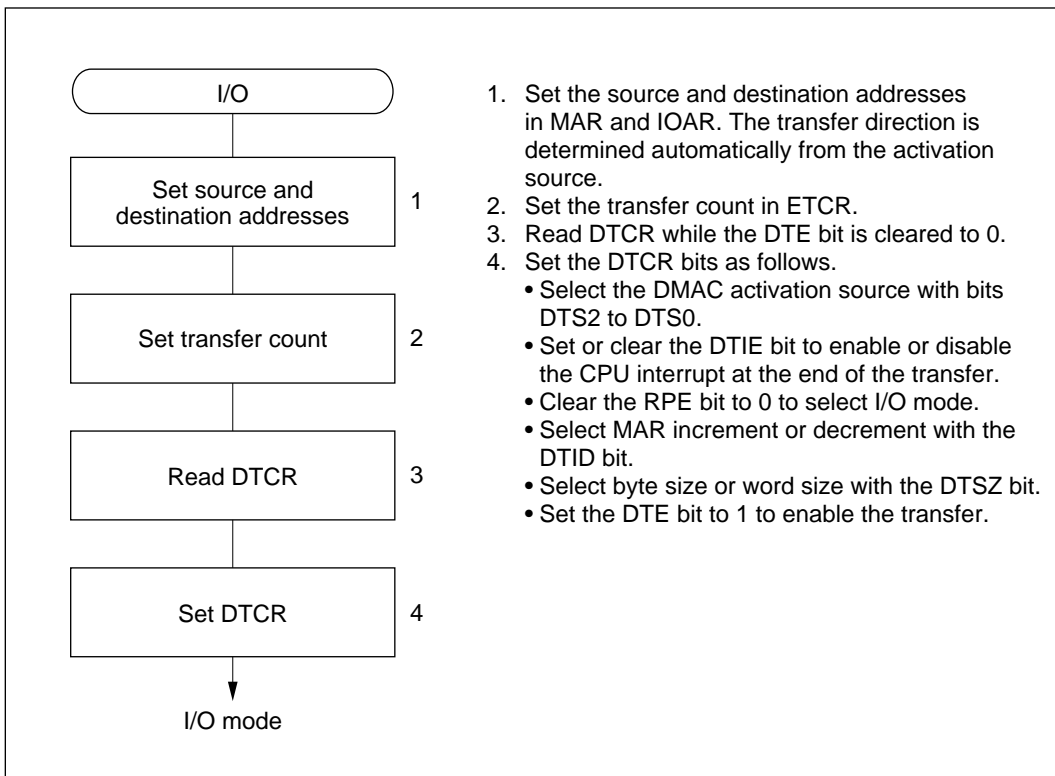 I/O
Set source and
destination addresses
1
Set transfer count
2
Read DTCR
3
Set DTCR
4
I/O mode
1. Set the source and destination addresses
in MAR and IOAR. The transfer direction is
determined automatically from the activation
source.
2. Set the transfer count in ETCR.
3. Read DTCR while the DTE bit is cleared to 0.
4. Set the DTCR bits as follows.
• Select the DMAC activation source with bits
DTS2 to DTS0.
• Set or clear the DTIE bit to enable or disable
the CPU interrupt at the end of the transfer.
• Clear the RPE bit to 0 to select I/O mode.
• Select MAR increment or decrement with the
DTID bit.
• Select byte size or word size with the DTSZ bit.
• Set the DTE bit to 1 to enable the transfer.